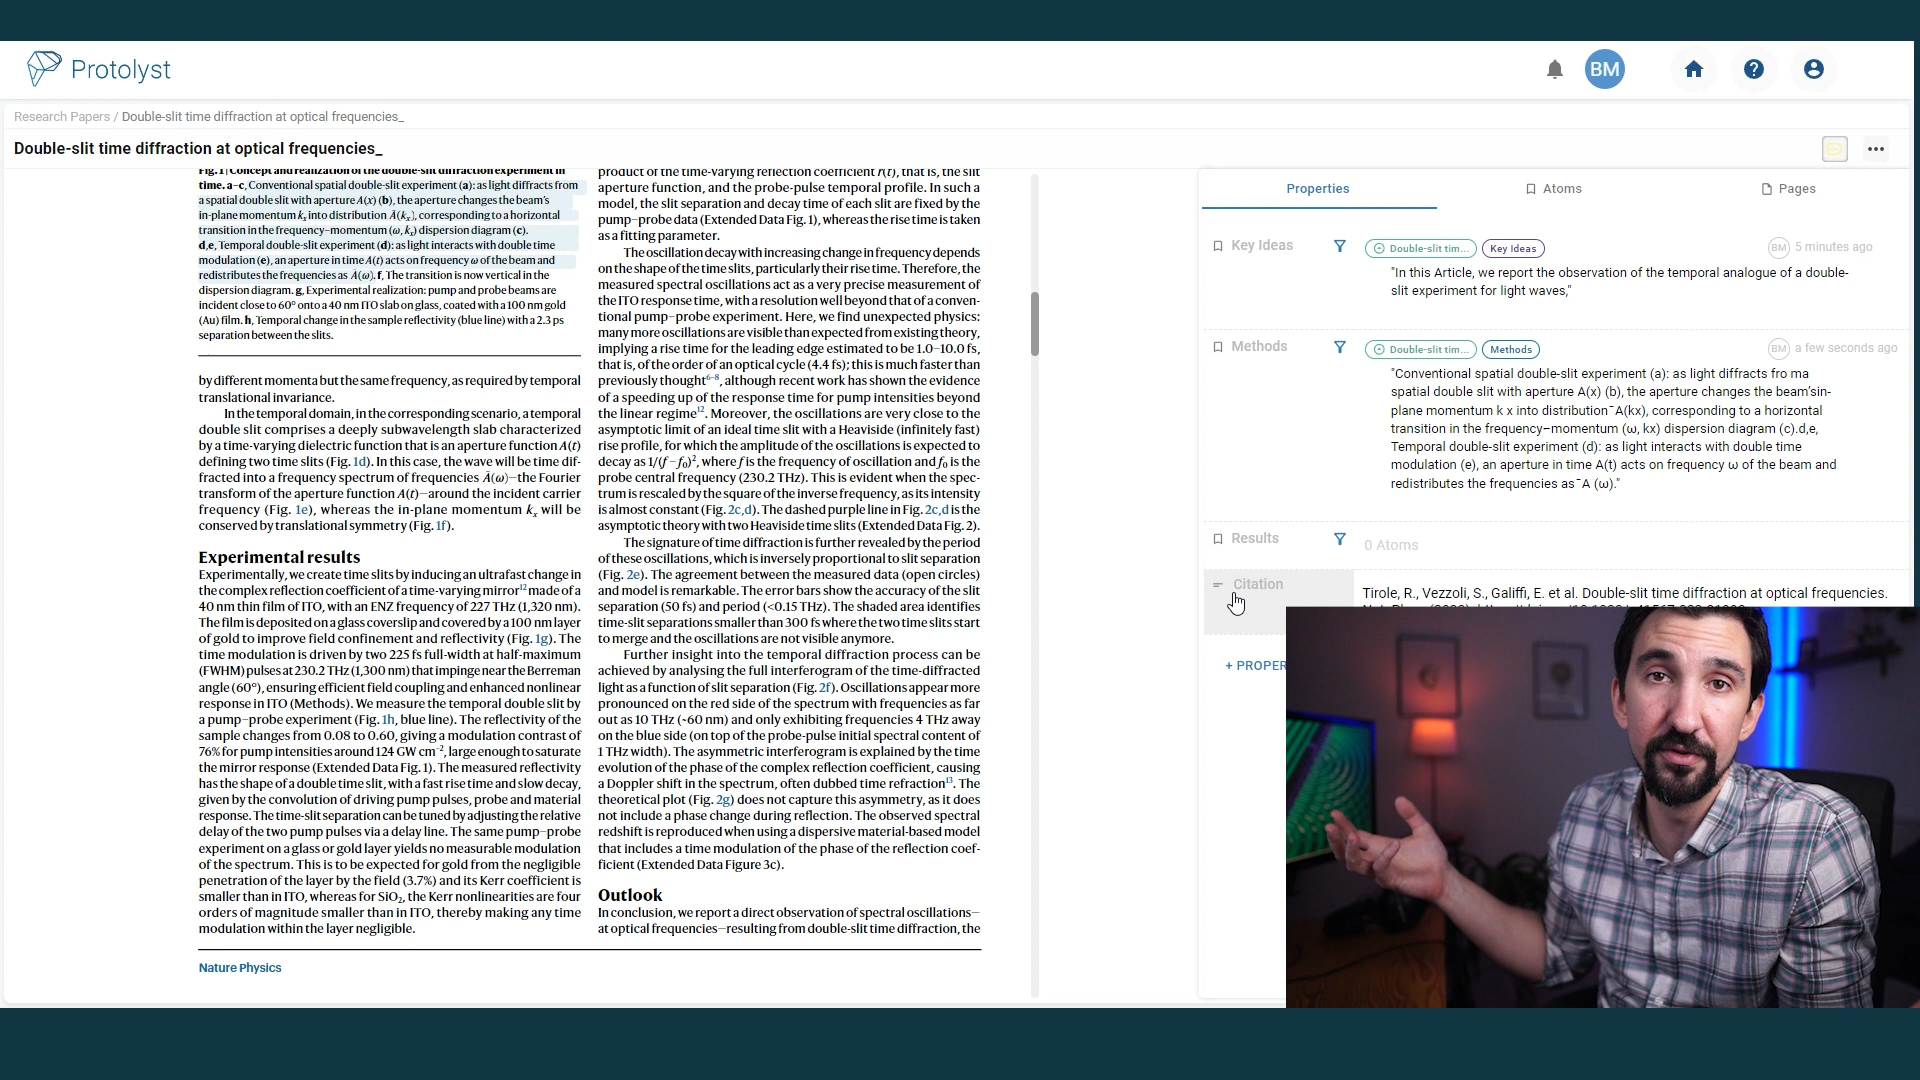 Protolyst
BM
Research Papers / Double-slit time diffraction at optical frequencies_
Double-slit time diffraction at optical frequencies_
Fig. 1 | Concept and realization of the double-slit diffraction experiment in
time. a–c, Conventional spatial double-slit experiment (a): as light diffracts from
a spatial double slit with aperture A(x) (b), the aperture changes the beam's
in-plane momentum kₓ into distribution Ã(kₓ), corresponding to a horizontal
transition in the frequency–momentum (ω, kₓ) dispersion diagram (c).
d,e, Temporal double-slit experiment (d): as light interacts with double time
modulation (e), an aperture in time A(t) acts on frequency ω of the beam and
redistributes the frequencies as Ã(ω). f, The transition is now vertical in the
dispersion diagram. g, Experimental realization: pump and probe beams are
incident close to 60° onto a 40 nm ITO slab on glass, coated with a 100 nm gold
(Au) film. h, Temporal change in the sample reflectivity (blue line) with a 2.3 ps
separation between the slits.
by different momenta but the same frequency, as required by temporal
translational invariance.
In the temporal domain, in the corresponding scenario, a temporal
double slit comprises a deeply subwavelength slab characterized
by a time-varying dielectric function that is an aperture function A(t)
defining two time slits (Fig. 1d). In this case, the wave will be time dif-
fracted into a frequency spectrum of frequencies Ã(ω)—the Fourier
transform of the aperture function A(t)—around the incident carrier
frequency (Fig. 1e), whereas the in-plane momentum kₓ will be
conserved by translational symmetry (Fig. 1f).
Experimental results
Experimentally, we create time slits by inducing an ultrafast change in
the complex reflection coefficient of a time-varying mirror¹² made of a
40 nm thin film of ITO, with an ENZ frequency of 227 THz (1,320 nm).
The film is deposited on a glass coverslip and covered by a 100 nm layer
of gold to improve field confinement and reflectivity (Fig. 1g). The
time modulation is driven by two 225 fs full-width at half-maximum
(FWHM) pulses at 230.2 THz (1,300 nm) that impinge near the Berreman
angle (60°), ensuring efficient field coupling and enhanced nonlinear
response in ITO (Methods). We measure the temporal double slit by
a pump–probe experiment (Fig. 1h, blue line). The reflectivity of the
sample changes from 0.08 to 0.60, giving a modulation contrast of
76% for pump intensities around 124 GW cm⁻², large enough to saturate
the mirror response (Extended Data Fig. 1). The measured reflectivity
has the shape of a double time slit, with a fast rise time and slow decay,
given by the convolution of driving pump pulses, probe and material
response. The time-slit separation can be tuned by adjusting the relative
delay of the two pump pulses via a delay line. The same pump–probe
experiment on a glass or gold layer yields no measurable modulation
of the spectrum. This is to be expected for gold from the negligible
penetration of the layer by the field (3.7%) and its Kerr coefficient is
smaller than in ITO, whereas for SiO₂, the Kerr nonlinearities are four
orders of magnitude smaller than in ITO, thereby making any time
modulation within the layer negligible.
product of the time-varying reflection coefficient r(t), that is, the slit
aperture function, and the probe-pulse temporal profile. In such a
model, the slit separation and decay time of each slit are fixed by the
pump–probe data (Extended Data Fig. 1), whereas the rise time is taken
as a fitting parameter.
The oscillation decay with increasing change in frequency depends
on the shape of the time slits, particularly their rise time. Therefore, the
measured spectral oscillations act as a very precise measurement of
the ITO response time, with a resolution well beyond that of a conven-
tional pump–probe experiment. Here, we find unexpected physics:
many more oscillations are visible than expected from existing theory,
implying a rise time for the leading edge estimated to be 1.0–10.0 fs,
that is, of the order of an optical cycle (4.4 fs); this is much faster than
previously thought⁶⁻⁸, although recent work has shown the evidence
of a speeding up of the response time for pump intensities beyond
the linear regime¹². Moreover, the oscillations are very close to the
asymptotic limit of an ideal time slit with a Heaviside (infinitely fast)
rise profile, for which the amplitude of the oscillations is expected to
decay as 1/(f − f₀)², where f is the frequency of oscillation and f₀ is the
probe central frequency (230.2 THz). This is evident when the spec-
trum is rescaled by the square of the inverse frequency, as its intensity
is almost constant (Fig. 2c,d). The dashed purple line in Fig. 2c,d is the
asymptotic theory with two Heaviside time slits (Extended Data Fig. 2).
The signature of time diffraction is further revealed by the period
of these oscillations, which is inversely proportional to slit separation
(Fig. 2e). The agreement between the measured data (open circles)
and model is remarkable. The error bars show the accuracy of the slit
separation (50 fs) and period (<0.15 THz). The shaded area identifies
time-slit separations smaller than 300 fs where the two time slits start
to merge and the oscillations are not visible anymore.
Further insight into the temporal diffraction process can be
achieved by analysing the full interferogram of the time-diffracted
light as a function of slit separation (Fig. 2f). Oscillations appear more
pronounced on the red side of the spectrum with frequencies as far
out as 10 THz (~60 nm) and only exhibiting frequencies 4 THz away
on the blue side (on top of the probe-pulse initial spectral content of
1 THz width). The asymmetric interferogram is explained by the time
evolution of the phase of the complex reflection coefficient, causing
a Doppler shift in the spectrum, often dubbed time refraction¹³. The
theoretical plot (Fig. 2g) does not capture this asymmetry, as it does
not include a phase change during reflection. The observed spectral
redshift is reproduced when using a dispersive material-based model
that includes a time modulation of the phase of the reflection coef-
ficient (Extended Data Figure 3c).
Outlook
In conclusion, we report a direct observation of spectral oscillations—
at optical frequencies—resulting from double-slit time diffraction, the
Nature Physics
Properties
Atoms
Pages
Key Ideas
Double-slit tim...
Key Ideas
BM
5 minutes ago
"In this Article, we report the observation of the temporal analogue of a double-
slit experiment for light waves,"
Methods
Double-slit tim...
Methods
BM
a few seconds ago
"Conventional spatial double-slit experiment (a): as light diffracts fro ma
spatial double slit with aperture A(x) (b), the aperture changes the beam'sin-
plane momentum k x into distribution˜A(kx), corresponding to a horizontal
transition in the frequency–momentum (ω, kx) dispersion diagram (c).d,e,
Temporal double-slit experiment (d): as light interacts with double time
modulation (e), an aperture in time A(t) acts on frequency ω of the beam and
redistributes the frequencies as˜A (ω)."
Results
0 Atoms
Citation
Tirole, R., Vezzoli, S., Galiffi, E. et al. Double-slit time diffraction at optical frequencies.
+ PROPER